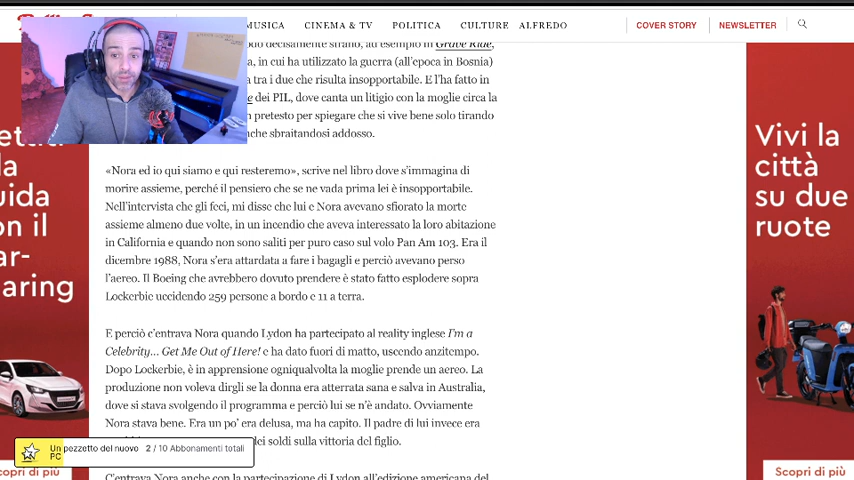 MUSICA CINEMA & TV POLITICA CULTURE ALFREDO COVER STORY NEWSLETTER
decisamente strano, ad esempio in Grave Ride,
a, in cui ha utilizzato la guerra (all'epoca in Bosnia)
tra i due che risulta insopportabile. E l'ha fatto in
dei PIL, dove canta un litigio con la moglie circa la
pretesto per spiegare che si vive bene solo tirando
nche sbraitandosi addosso.
«Nora ed io qui siamo e qui resteremo», scrive nel libro dove s'immagina di
morire assieme, perché il pensiero che se ne vada prima lei è insopportabile.
Nell'intervista che gli feci, mi disse che lui e Nora avevano sfiorato la morte
assieme almeno due volte, in un incendio che aveva interessato la loro abitazione
in California e quando non sono saliti per puro caso sul volo Pan Am 103. Era il
dicembre 1988, Nora s'era attardata a fare i bagagli e perciò avevano perso
l'aereo. Il Boeing che avrebbero dovuto prendere è stato fatto esplodere sopra
Lockerbie uccidendo 259 persone a bordo e 11 a terra.
E perciò c'entrava Nora quando Lydon ha partecipato al reality inglese I'm a
Celebrity… Get Me Out of Here! e ha dato fuori di matto, uscendo anzitempo.
Dopo Lockerbie, è in apprensione ogniqualvolta la moglie prende un aereo. La
produzione non voleva dirgli se la donna era atterrata sana e salva in Australia,
dove si stava svolgendo il programma e perciò lui se n'è andato. Ovviamente
Nora stava bene. Era un po' era delusa, ma ha capito. Il padre di lui invece era
dei soldi sulla vittoria del figlio.
C'entrava Nora anche con la partecipazione di Lydon all'edizione americana del
Un pezzetto del nuovo PC 2 / 10 Abbonamenti totali
la
uida
on il
ar-
aring
copri di più
Vivi la
città
su due
ruote
Scopri di più